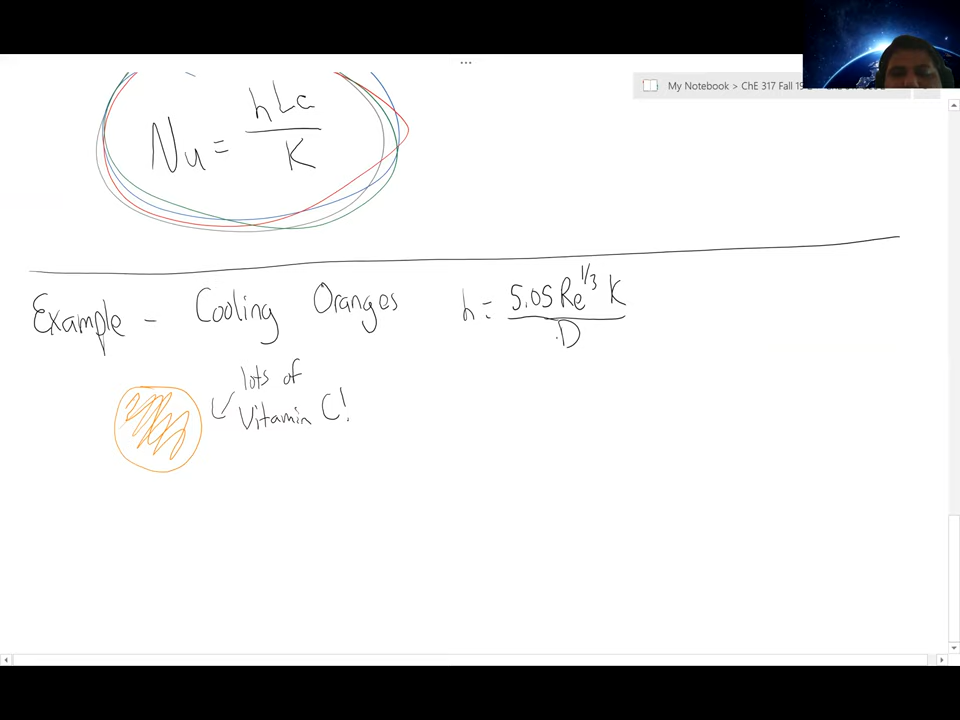 My Notebook > ChE 317 Fall 19
Nu = hLc / K
Example - Cooling Oranges
h = 5.05 Re^1/3 K / D
lots of
Vitamin C!